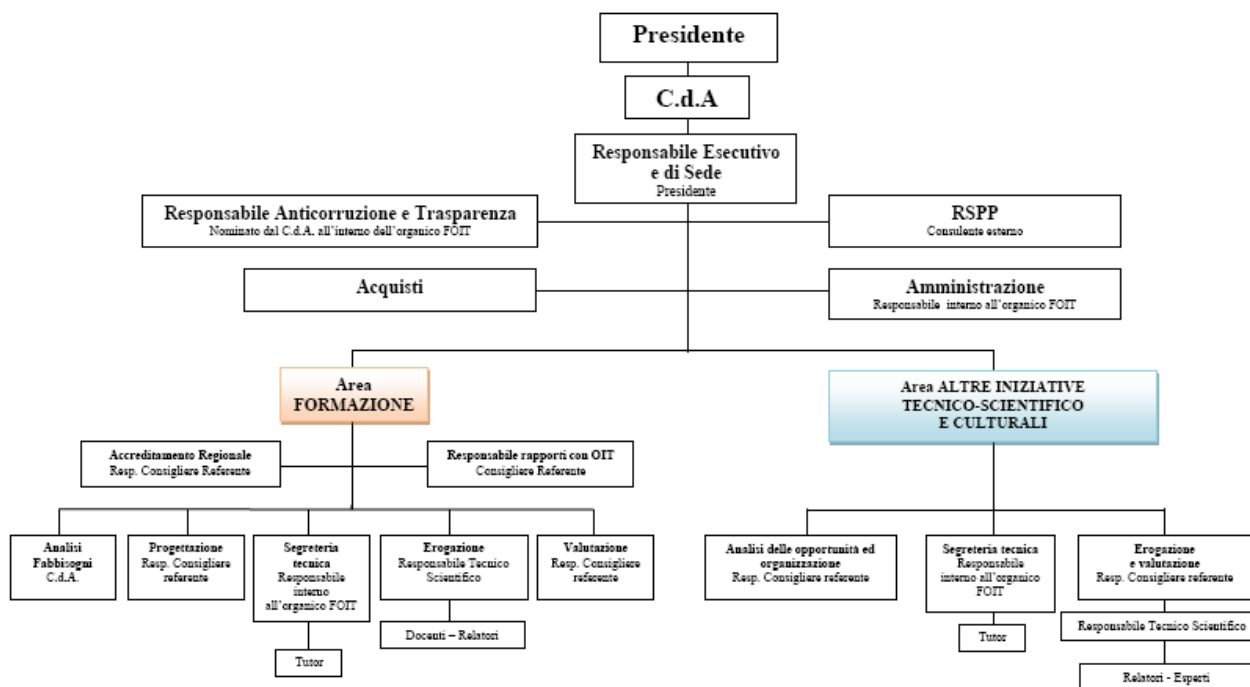 Presidente
C.d.A
Responsabile Esecutivo
e di Sede
Presidente
Responsabile Anticorruzione e Trasparenza
Nominato dal C.d.A. all'interno dell'organico FOIT
RSPP
Consulente esterno
Acquisti
Amministrazione
Responsabile interno all'organico FOIT
Area
FORMAZIONE
Area ALTRE INIZIATIVE
TECNICO-SCIENTIFICO
E CULTURALI
Accreditamento Regionale
Resp. Consigliere Referente
Responsabile rapporti con OIT
Consigliere Referente
Analisi
Fabbisogni
C.d.A.
Progettazione
Resp. Consigliere
referente
Segreteria
tecnica
Responsabile
interno
all'organico FOIT
Tutor
Erogazione
Responsabile Tecnico
Scientifico
Docenti – Relatori
Valutazione
Resp. Consigliere
referente
Analisi delle opportunità ed
organizzazione
Resp. Consigliere referente
Segreteria tecnica
Responsabile
interno all'organico
FOIT
Tutor
Erogazione
e valutazione
Resp. Consigliere referente
Responsabile Tecnico Scientifico
Relatori - Esperti